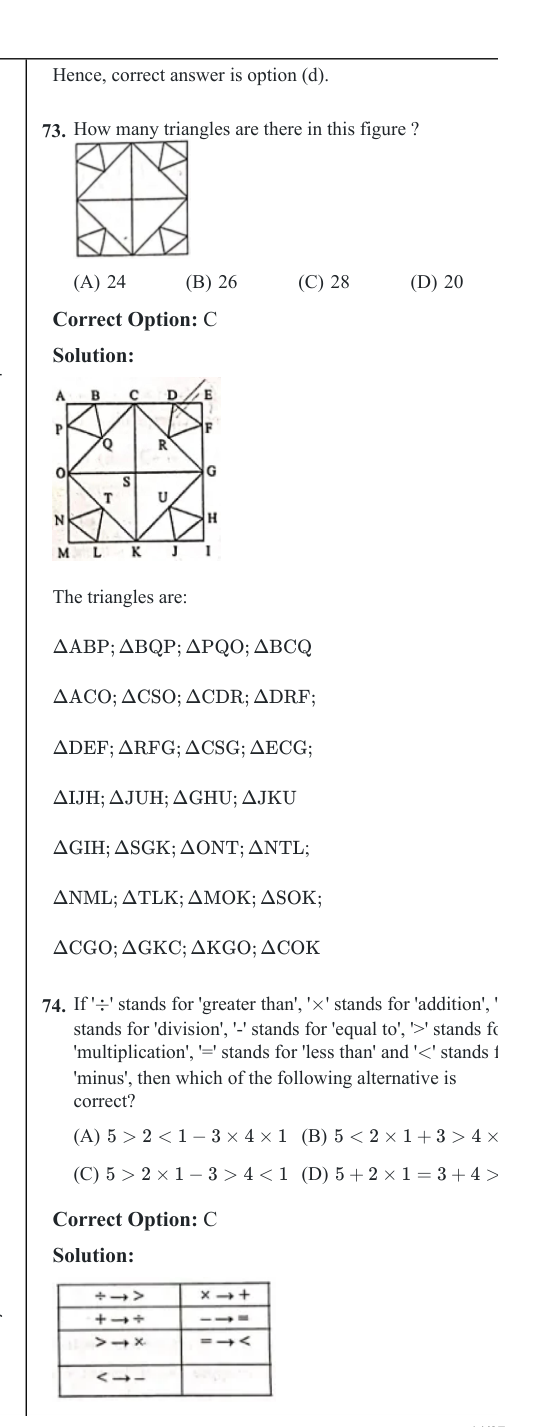 Hence, correct answer is option (d).
73. How many triangles are there in this figure ?
(A) 24 (B) 26 (C) 28 (D) 20
Correct Option: C
Solution:
A B C D E
P F
Q R
O G
S
T U
N H
M L K J I
The triangles are:
ΔABP; ΔBQP; ΔPQO; ΔBCQ
ΔACO; ΔCSO; ΔCDR; ΔDRF;
ΔDEF; ΔRFG; ΔCSG; ΔECG;
ΔIJH; ΔJUH; ΔGHU; ΔJKU
ΔGIH; ΔSGK; ΔONT; ΔNTL;
ΔNML; ΔTLK; ΔMOK; ΔSOK;
ΔCGO; ΔGKC; ΔKGO; ΔCOK
74. If '÷' stands for 'greater than', '×' stands for 'addition', '
stands for 'division', '-' stands for 'equal to', '>' stands
'multiplication', '=' stands for 'less than' and '<' stands
'minus', then which of the following alternative is
correct?
(A) 5 > 2 < 1 − 3 × 4 × 1 (B) 5 < 2 × 1 + 3 > 4 ×
(C) 5 > 2 × 1 − 3 > 4 < 1 (D) 5 + 2 × 1 = 3 + 4 >
Correct Option: C
Solution:
÷ → > × → +
+ → ÷ − → =
> → × = → <
< → −